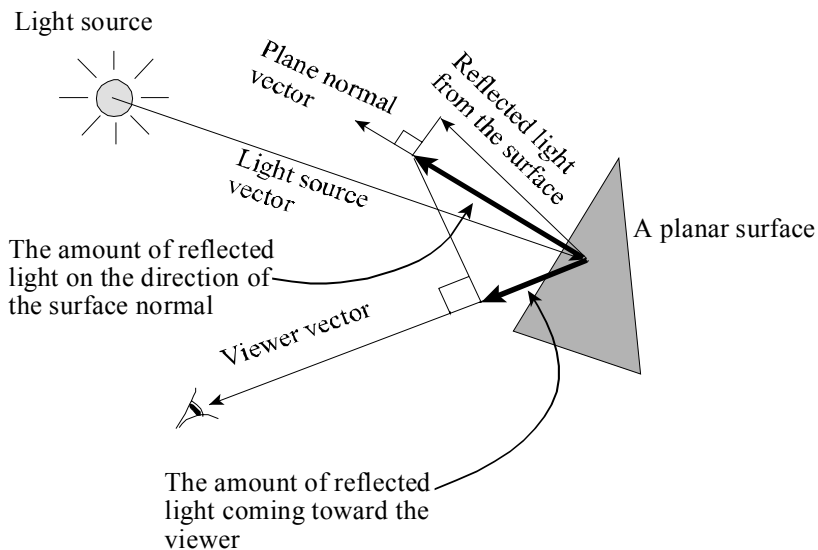 Light source
Plane normal
vector
Reflected light
from the surface
Light source
vector
A planar surface
The amount of reflected
light on the direction of
the surface normal
Viewer vector
The amount of reflected
light coming toward the
viewer